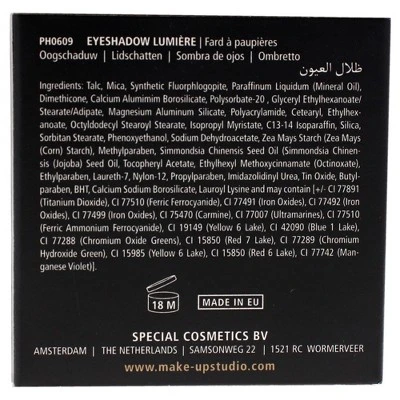 PH0609 EYESHADOW LUMIÈRE | Fard à paupières
Oogschaduw | Lidschatten | Sombra de ojos | Ombretto
ظلال العيون
Ingredients: Talc, Mica, Synthetic Fluorphlogopite, Paraffinum Liquidum (Mineral Oil),
Dimethicone, Calcium Alumimim Borosilicate, Polysorbate-20 , Glyceryl Ethylhexanoate/
Stearate/Adipate, Magnesium Aluminum Silicate, Polyacrylate, Cetearyl, Ethylhex-
anoate, Octyldodecyl Stearoyl Stearate, Isopropyl Myristate, C13-14 Isoparaffin, Silica,
Sorbitan Stearate, Phenoxyethanol, Sodium Dehydroacetate, Zea Mays Starch (Zea Mays
(Corn) Starch), Methylparaben, Simmondsia Chinensis Seed Oil (Simmondsia Chinen-
sis (Jojoba) Seed Oil), Tocopheryl Acetate, Ethylhexyl Methoxycinnamate (Octinoxate),
Ethylparaben, Laureth-7, Nylon-12, Propylparaben, Imidazolidinyl Urea, Tin Oxide, Butyl-
paraben, BHT, Calcium Sodium Borosilicate, Lauroyl Lysine and may contain [+/- CI 77891
(Titanium Dioxide), CI 77510 (Ferric Ferrocyanide), CI 77491 (Iron Oxides), CI 77492 (Iron
Oxides), CI 77499 (Iron Oxides), CI 75470 (Carmine), CI 77007 (Ultramarines), CI 77510
(Ferric Ammonium Ferrocyanide), CI 19149 (Yellow 6 Lake), CI 42090 (Blue 1 Lake),
CI 77288 (Chromium Oxide Greens), CI 15850 (Red 7 Lake), CI 77289 (Chromium
Hydroxide Green), CI 15985 (Yellow 6 Lake), CI 15850 (Red 6 Lake), CI 77742 (Man-
ganese Violet)].
18 M
MADE IN EU
SPECIAL COSMETICS BV
AMSTERDAM | THE NETHERLANDS | SAMSONWEG 22 | 1521 RC WORMERVEER
www.make-upstudio.com